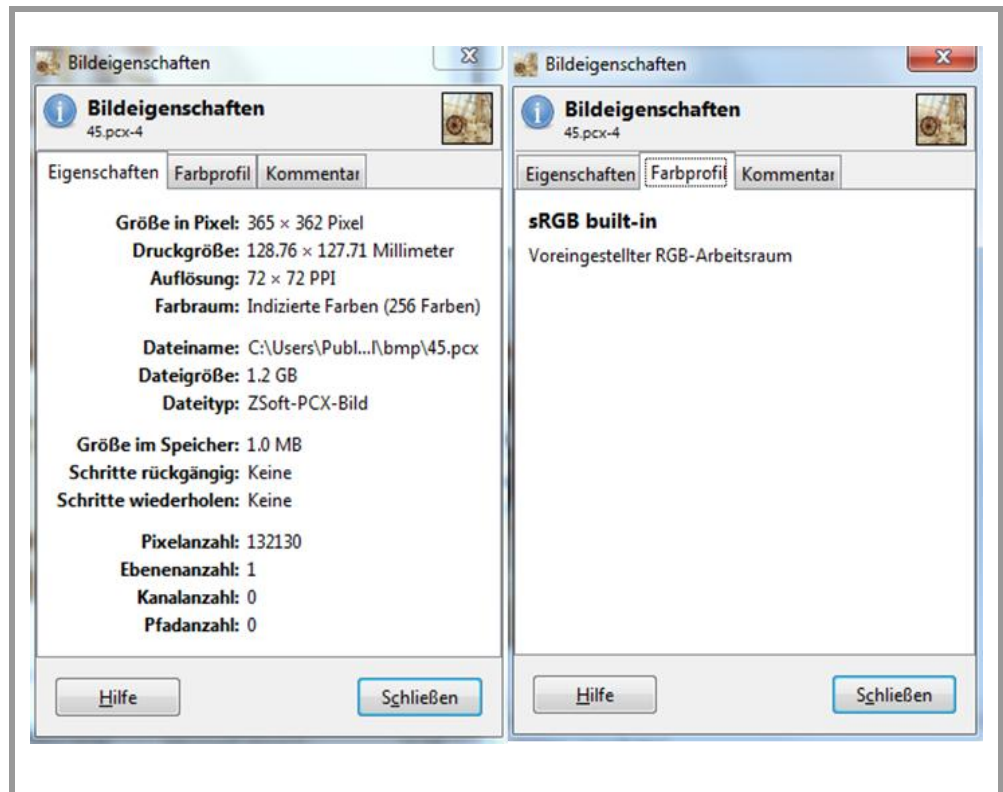 Bildeigenschaften
Bildeigenschaften
45.pcx-4
Eigenschaften Farbprofil Kommentar
Größe in Pixel: 365 × 362 Pixel
Druckgröße: 128.76 × 127.71 Millimeter
Auflösung: 72 × 72 PPI
Farbraum: Indizierte Farben (256 Farben)
Dateiname: C:\Users\Publ...l\bmp\45.pcx
Dateigröße: 1.2 GB
Dateityp: ZSoft-PCX-Bild
Größe im Speicher: 1.0 MB
Schritte rückgängig: Keine
Schritte wiederholen: Keine
Pixelanzahl: 132130
Ebenenanzahl: 1
Kanalanzahl: 0
Pfadanzahl: 0
Hilfe Schließen
Bildeigenschaften
Bildeigenschaften
45.pcx-4
Eigenschaften Farbprofil Kommentar
sRGB built-in
Voreingestellter RGB-Arbeitsraum
Hilfe Schließen